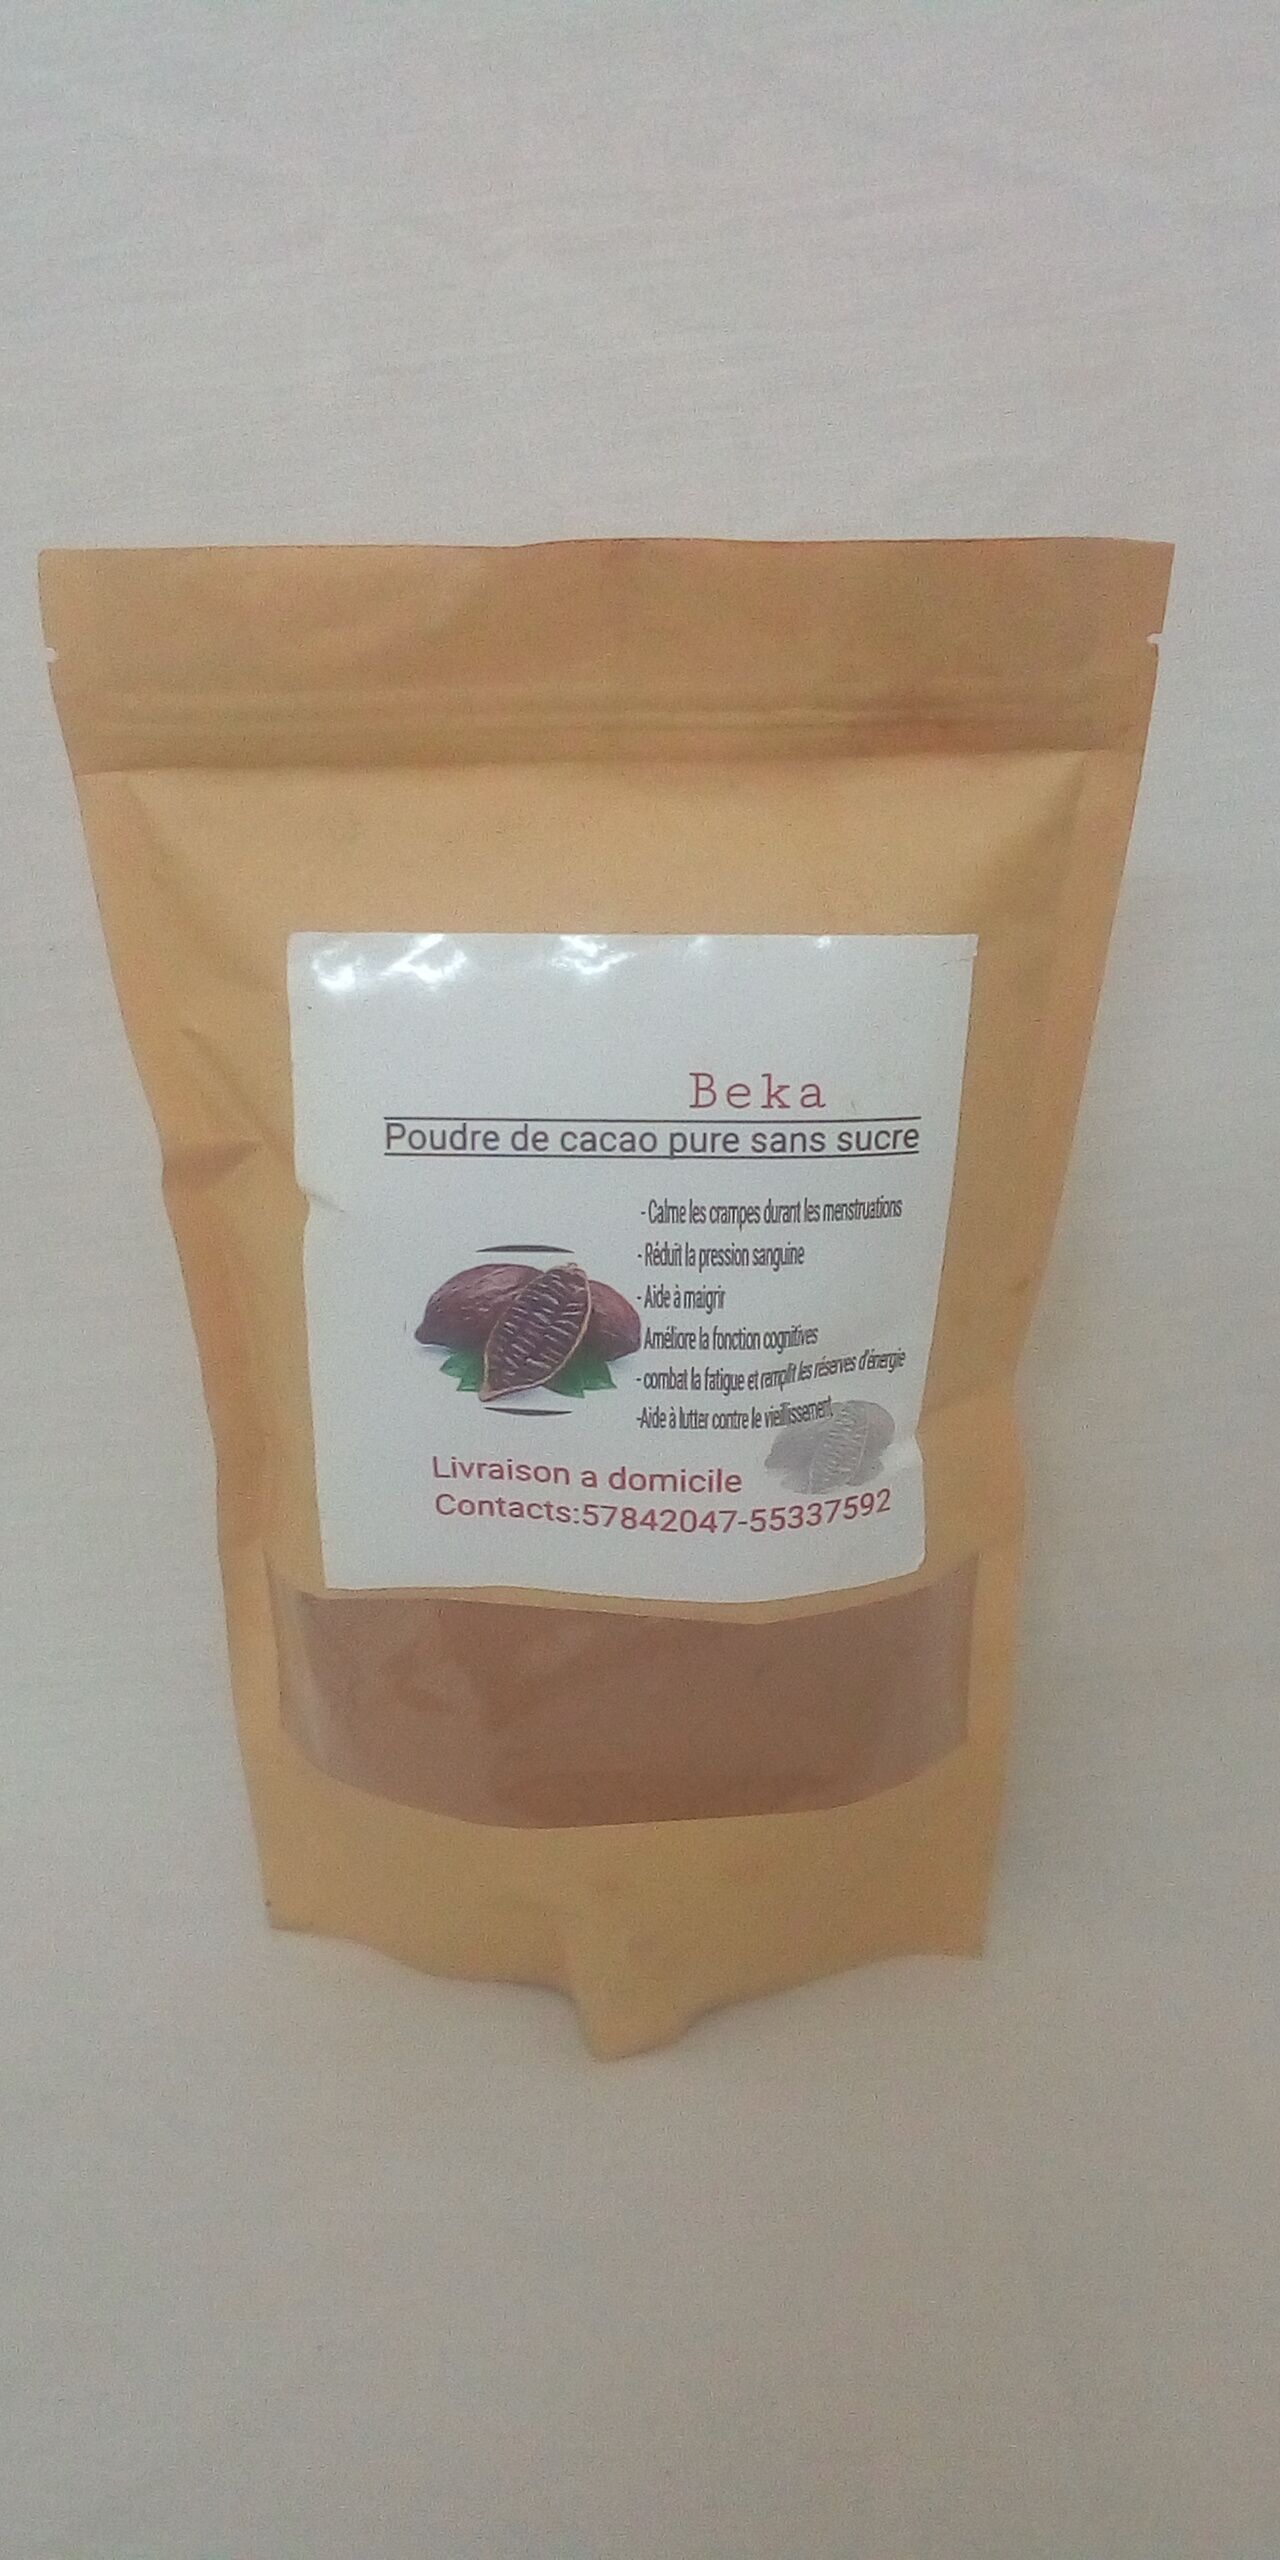 Beka
Poudre de cacao pure sans sucre
- Calme les crampes durant les menstruations
- Réduit la pression sanguine
- Aide à maigrir
Améliore la fonction cognitives
- combat la fatigue et remplit les réserves d'énergie
-Aide à lutter contre le vieillissement
Livraison a domicile
Contacts:57842047-55337592